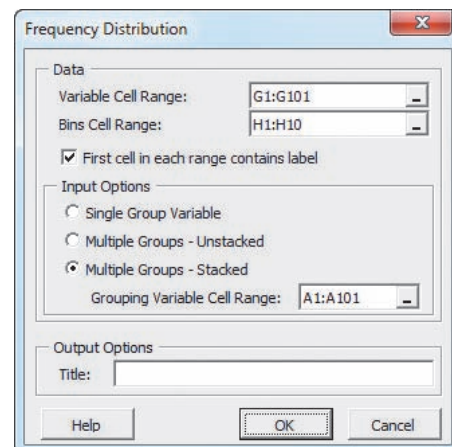 Frequency Distribution
Data
Variable Cell Range: G1:G101
Bins Cell Range: H1:H10
First cell in each range contains label
Input Options
Single Group Variable
Multiple Groups - Unstacked
Multiple Groups - Stacked
Grouping Variable Cell Range: A1:A101
Output Options
Title:
Help OK Cancel